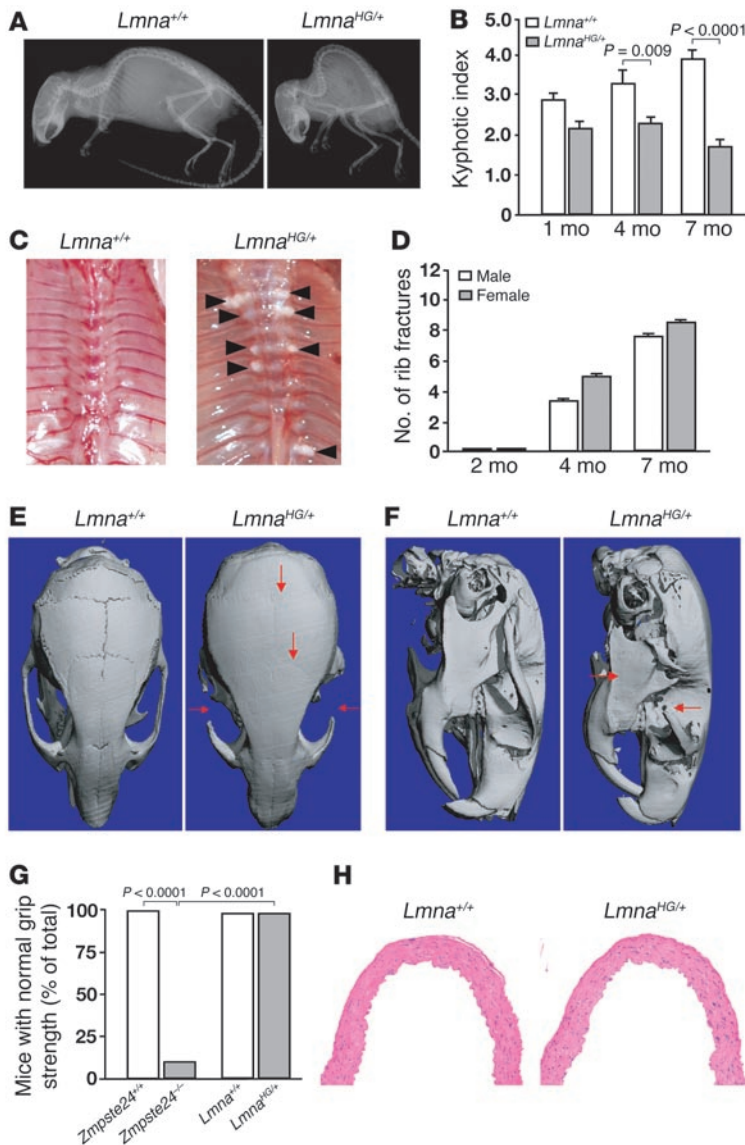 A
Lmna+/+
LmnaHG/+
B
Lmna+/+
LmnaHG/+
P = 0.009
P < 0.0001
Kyphotic index
5.0
4.0
3.0
2.0
1.0
0
1 mo
4 mo
7 mo
C
Lmna+/+
LmnaHG/+
D
Male
Female
No. of rib fractures
12
10
8
6
4
2
0
2 mo
4 mo
7 mo
E
Lmna+/+
LmnaHG/+
F
Lmna+/+
LmnaHG/+
G
P < 0.0001
P < 0.0001
Mice with normal grip
strength (% of total)
100
75
50
25
0
Zmpste24+/+
Zmpste24−/−
Lmna+/+
LmnaHG/+
H
Lmna+/+
LmnaHG/+